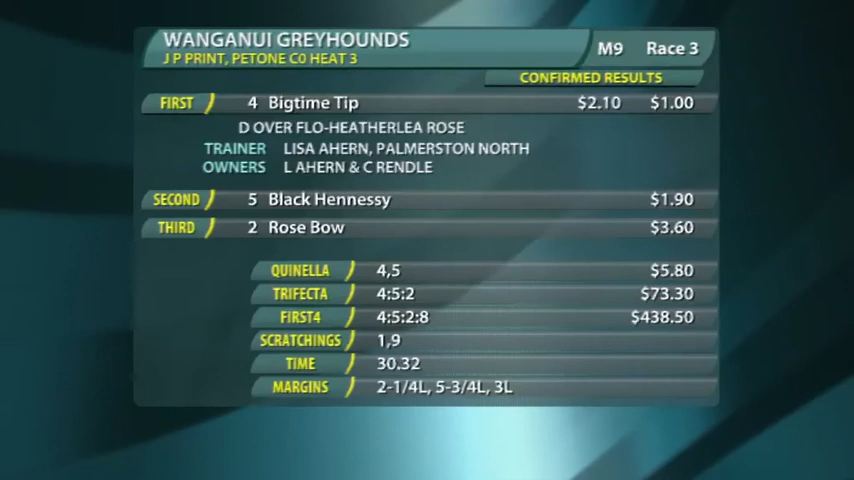 WANGANUI GREYHOUNDS
J P PRINT, PETONE C0 HEAT 3
M9 Race 3
CONFIRMED RESULTS
FIRST 4 Bigtime Tip $2.10 $1.00
D OVER FLO-HEATHERLEA ROSE
TRAINER LISA AHERN, PALMERSTON NORTH
OWNERS L AHERN & C RENDLE
SECOND 5 Black Hennessy $1.90
THIRD 2 Rose Bow $3.60
QUINELLA 4,5 $5.80
TRIFECTA 4:5:2 $73.30
FIRST4 4:5:2:8 $438.50
SCRATCHINGS 1,9
TIME 30.32
MARGINS 2-1/4L, 5-3/4L, 3L